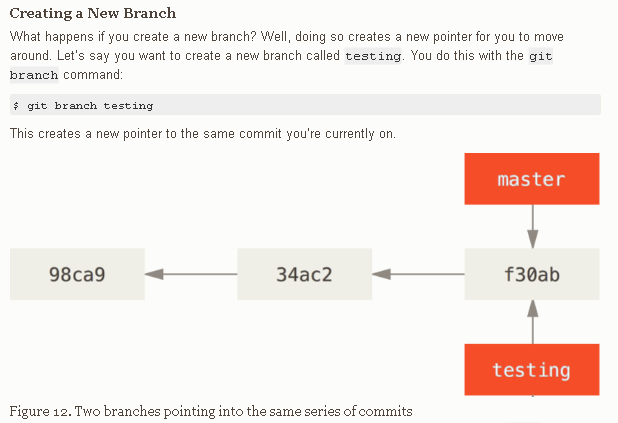 Creating a New Branch
What happens if you create a new branch? Well, doing so creates a new pointer for you to move
around. Let's say you want to create a new branch called testing. You do this with the git
branch command:
$ git branch testing
This creates a new pointer to the same commit you're currently on.
master
98ca9 34ac2 f30ab
testing
Figure 12. Two branches pointing into the same series of commits